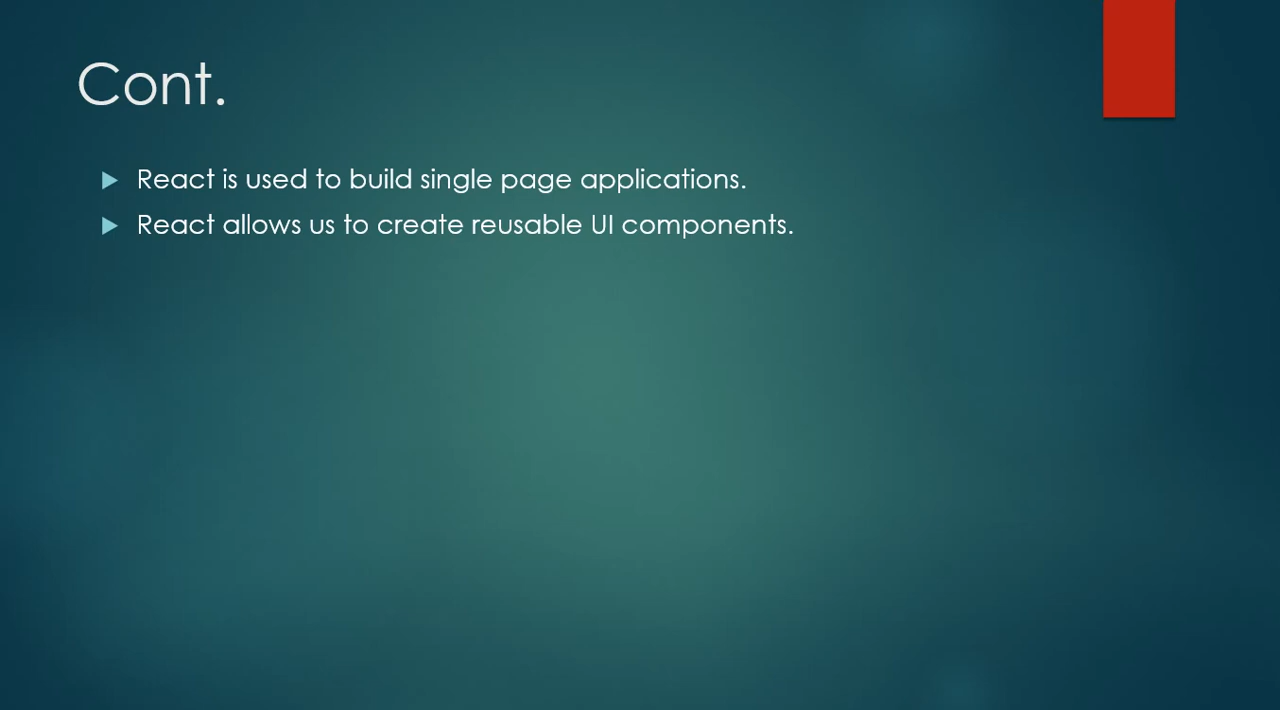 Cont.
React is used to build single page applications.
React allows us to create reusable UI components.